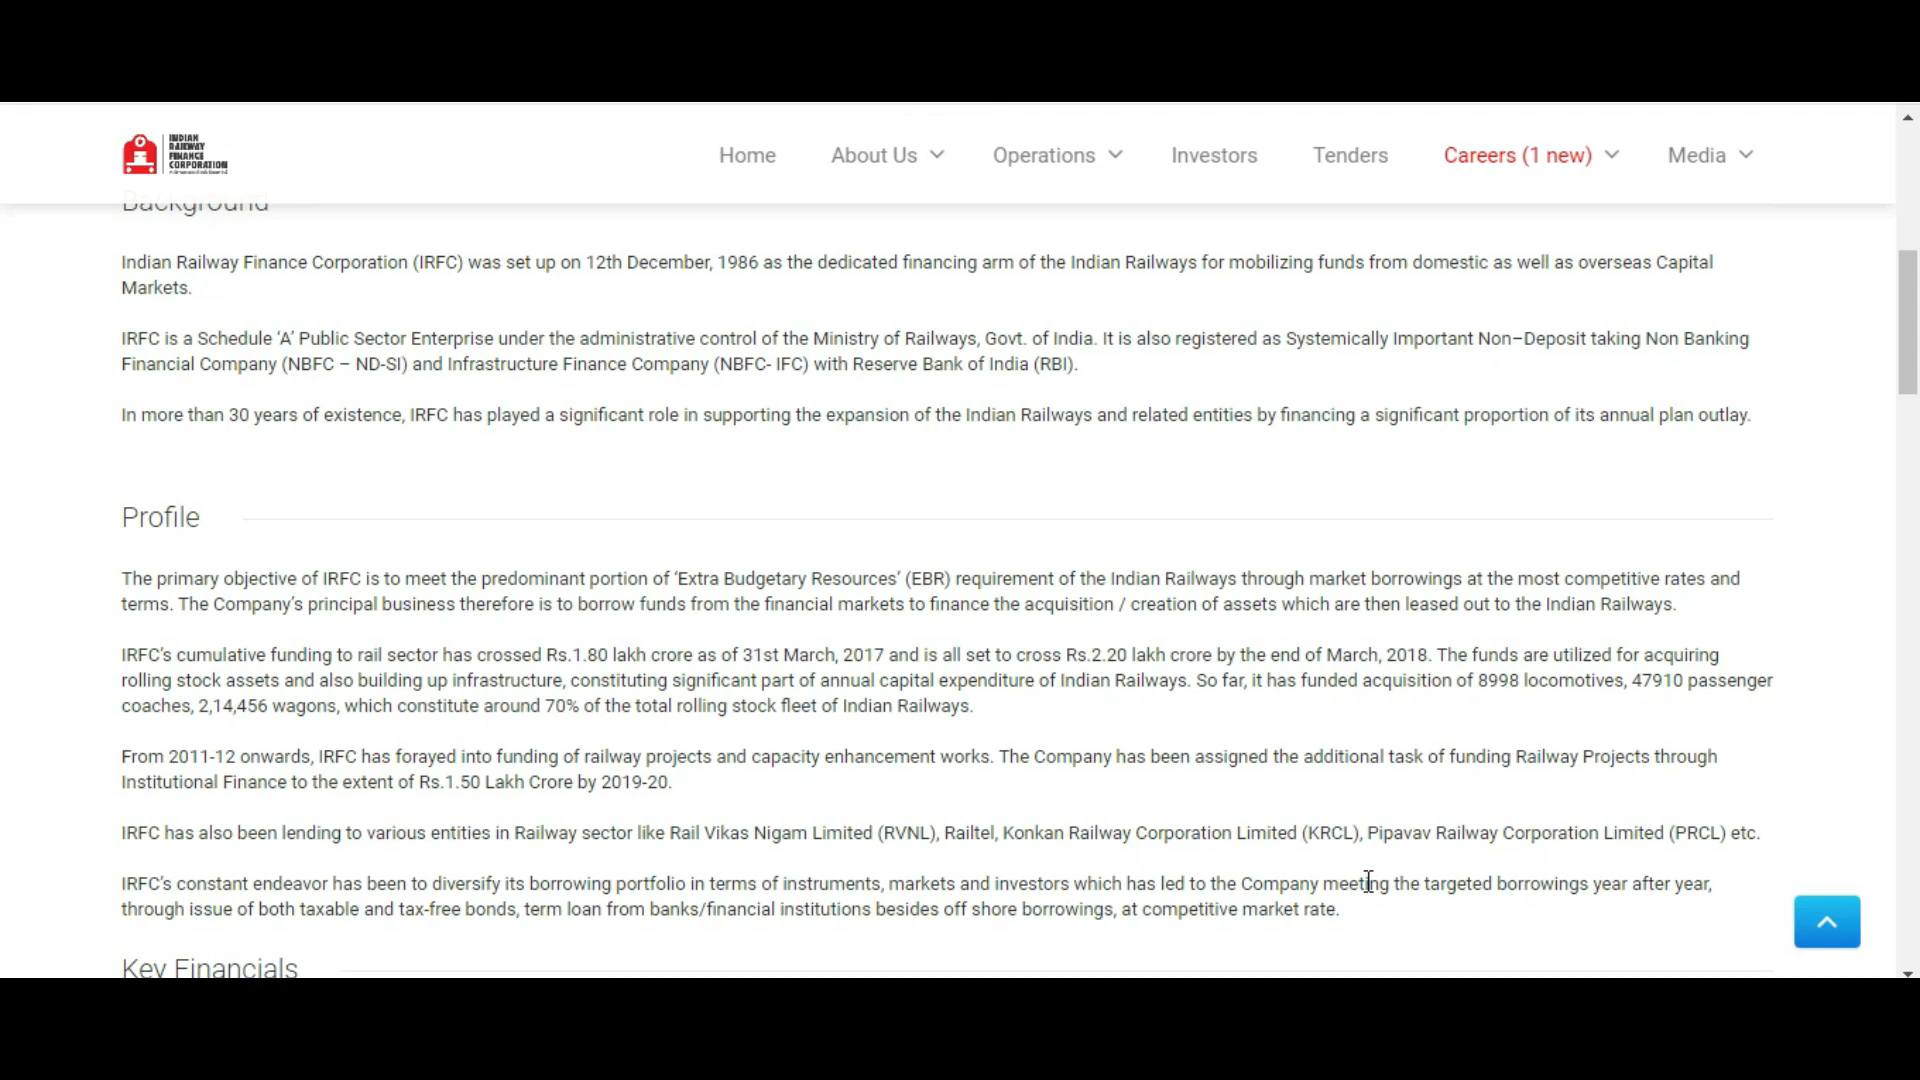 INDIAN
RAILWAY
FINANCE
CORPORATION
Home
About Us
Operations
Investors
Tenders
Careers (1 new)
Media
Background
Indian Railway Finance Corporation (IRFC) was set up on 12th December, 1986 as the dedicated financing arm of the Indian Railways for mobilizing funds from domestic as well as overseas Capital
Markets.
IRFC is a Schedule ‘A’ Public Sector Enterprise under the administrative control of the Ministry of Railways, Govt. of India. It is also registered as Systemically Important Non–Deposit taking Non Banking
Financial Company (NBFC – ND-SI) and Infrastructure Finance Company (NBFC- IFC) with Reserve Bank of India (RBI).
In more than 30 years of existence, IRFC has played a significant role in supporting the expansion of the Indian Railways and related entities by financing a significant proportion of its annual plan outlay.
Profile
The primary objective of IRFC is to meet the predominant portion of ‘Extra Budgetary Resources’ (EBR) requirement of the Indian Railways through market borrowings at the most competitive rates and
terms. The Company’s principal business therefore is to borrow funds from the financial markets to finance the acquisition / creation of assets which are then leased out to the Indian Railways.
IRFC’s cumulative funding to rail sector has crossed Rs.1.80 lakh crore as of 31st March, 2017 and is all set to cross Rs.2.20 lakh crore by the end of March, 2018. The funds are utilized for acquiring
rolling stock assets and also building up infrastructure, constituting significant part of annual capital expenditure of Indian Railways. So far, it has funded acquisition of 8998 locomotives, 47910 passenger
coaches, 2,14,456 wagons, which constitute around 70% of the total rolling stock fleet of Indian Railways.
From 2011-12 onwards, IRFC has forayed into funding of railway projects and capacity enhancement works. The Company has been assigned the additional task of funding Railway Projects through
Institutional Finance to the extent of Rs.1.50 Lakh Crore by 2019-20.
IRFC has also been lending to various entities in Railway sector like Rail Vikas Nigam Limited (RVNL), Railtel, Konkan Railway Corporation Limited (KRCL), Pipavav Railway Corporation Limited (PRCL) etc.
IRFC’s constant endeavor has been to diversify its borrowing portfolio in terms of instruments, markets and investors which has led to the Company meeting the targeted borrowings year after year,
through issue of both taxable and tax-free bonds, term loan from banks/financial institutions besides off shore borrowings, at competitive market rate.
Key Financials